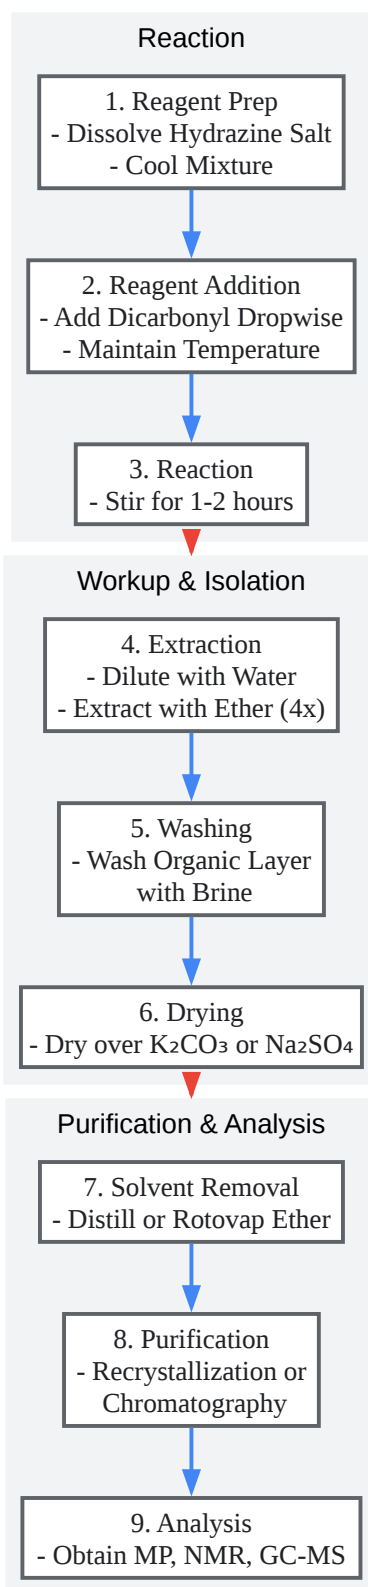 Reaction
1. Reagent Prep
- Dissolve Hydrazine Salt
- Cool Mixture
2. Reagent Addition
- Add Dicarbonyl Dropwise
- Maintain Temperature
3. Reaction
- Stir for 1-2 hours
Workup & Isolation
4. Extraction
- Dilute with Water
- Extract with Ether (4x)
5. Washing
- Wash Organic Layer
with Brine
6. Drying
- Dry over K₂CO₃ or Na₂SO₄
Purification & Analysis
7. Solvent Removal
- Distill or Rotovap Ether
8. Purification
- Recrystallization or
Chromatography
9. Analysis
- Obtain MP, NMR, GC-MS